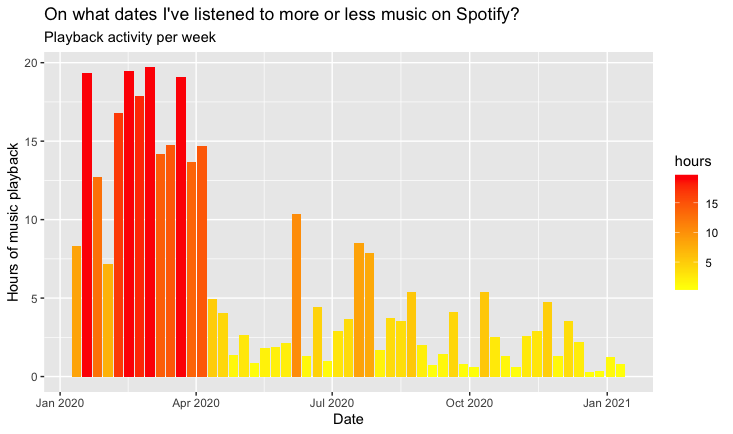 On what dates I've listened to more or less music on Spotify?
Playback activity per week
Hours of music playback
20
15
10
5
0
Jan 2020
Apr 2020
Jul 2020
Oct 2020
Jan 2021
Date
hours
15
10
5